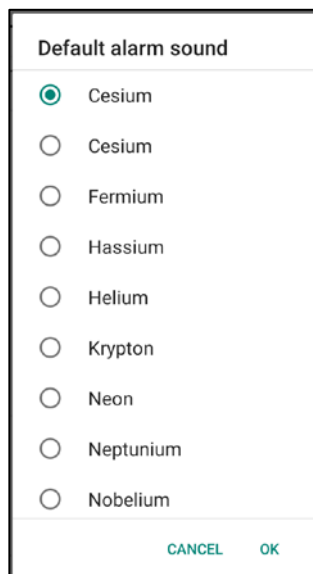 Default alarm sound
Cesium
Cesium
Fermium
Hassium
Helium
Krypton
Neon
Neptunium
Nobelium
CANCEL OK